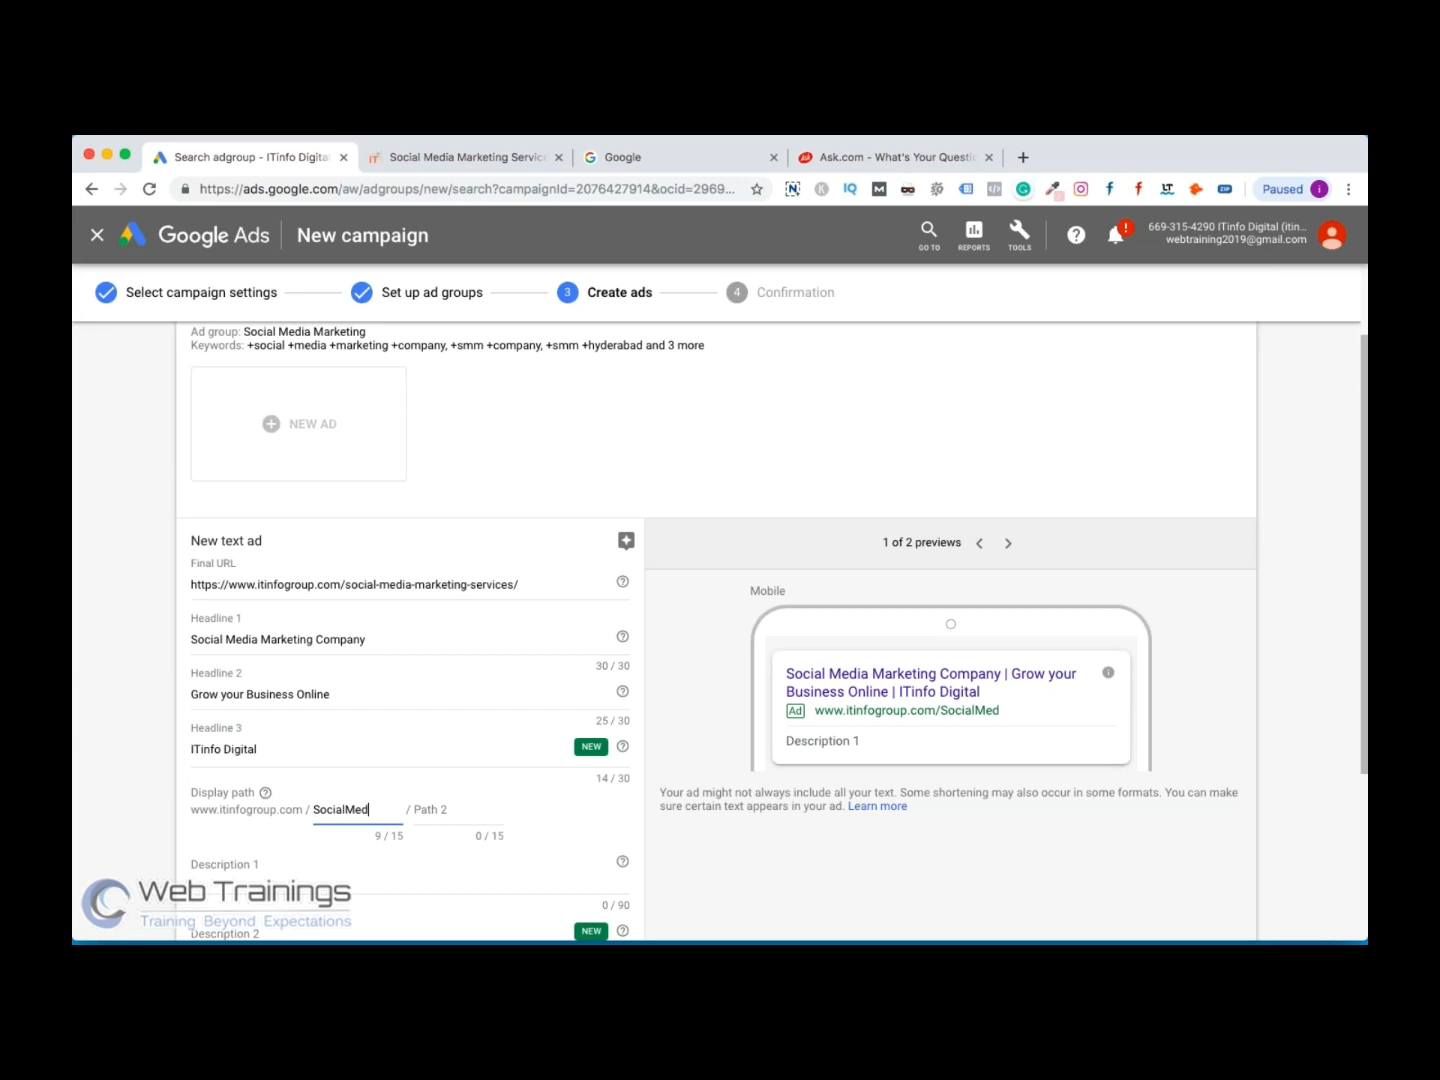 Search adgroup - ITinfo Digita
Social Media Marketing Service
Google
Ask.com - What's Your Questi
https://ads.google.com/aw/adgroups/new/search?campaignId=2076427914&ocid=2969...
Paused
i
Google Ads
New campaign
GO TO
REPORTS
TOOLS
669-315-4290 ITinfo Digital (itin...
webtraining2019@gmail.com
Select campaign settings
Set up ad groups
3
Create ads
4
Confirmation
Ad group: Social Media Marketing
Keywords: +social +media +marketing +company, +smm +company, +smm +hyderabad and 3 more
NEW AD
New text ad
Final URL
https://www.itinfogroup.com/social-media-marketing-services/
Headline 1
Social Media Marketing Company
30 / 30
Headline 2
Grow your Business Online
25 / 30
Headline 3
ITinfo Digital
NEW
14 / 30
Display path
www.itinfogroup.com / SocialMed / Path 2
9 / 15
0 / 15
Description 1
0 / 90
Description 2
NEW
Web Trainings
Training Beyond Expectations
1 of 2 previews
Mobile
Social Media Marketing Company | Grow your
Business Online | ITinfo Digital
Ad www.itinfogroup.com/SocialMed
Description 1
Your ad might not always include all your text. Some shortening may also occur in some formats. You can make
sure certain text appears in your ad. Learn more